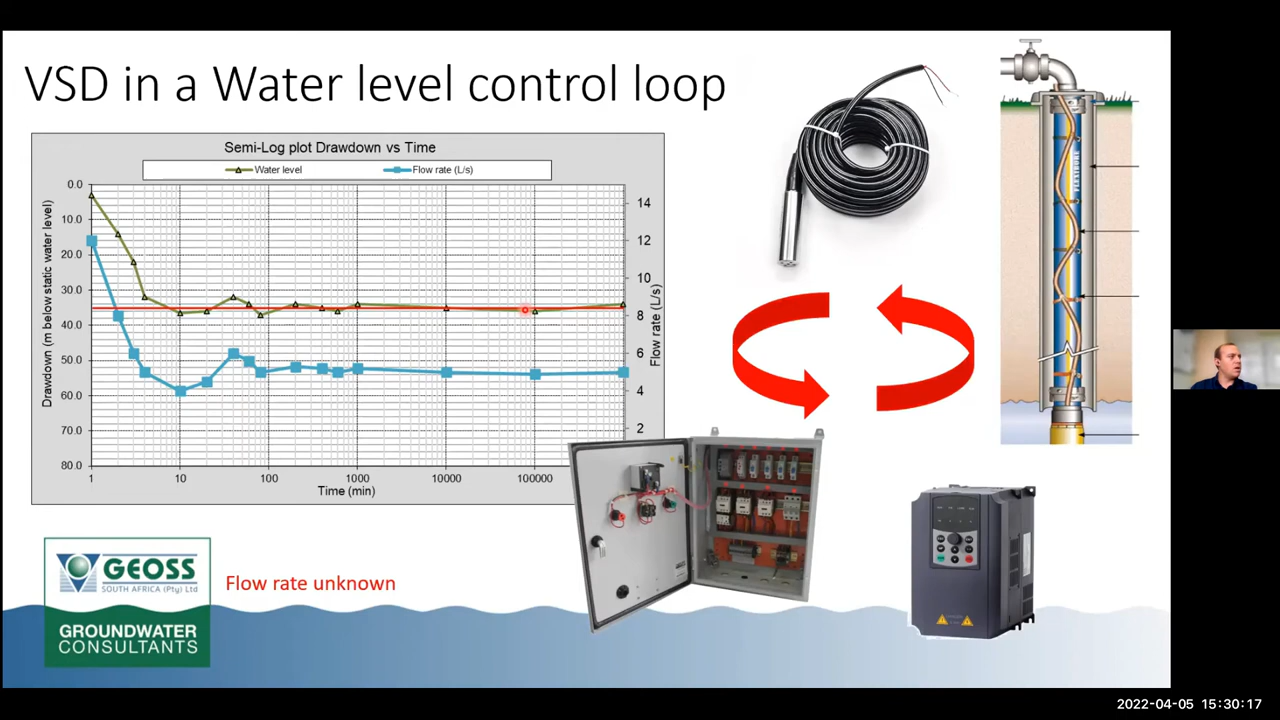 VSD in a Water level control loop
Semi-Log plot Drawdown vs Time
Water level
Flow rate (L/s)
Drawdown (m below static water level)
0.0
10.0
20.0
30.0
40.0
50.0
60.0
70.0
80.0
1
10
100
1000
10000
100000
Time (min)
14
12
10
8
6
4
2
Flow rate (L/s)
FLEXIBORE
GEOSS
SOUTH AFRICA (Pty) Ltd
GROUNDWATER
CONSULTANTS
Flow rate unknown
2022-04-05 15:30:17